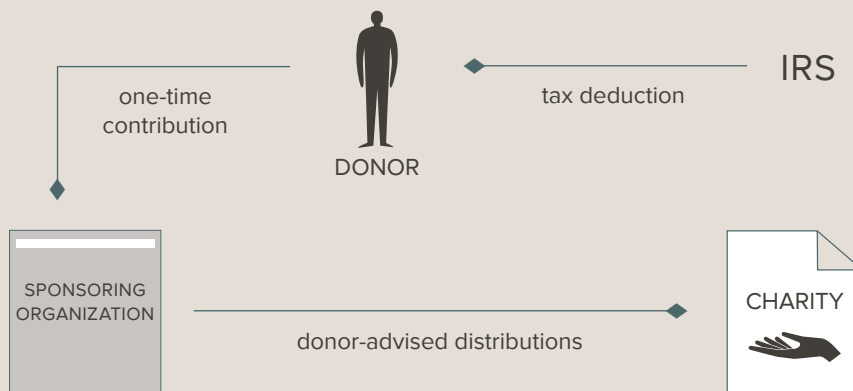 IRS
one-time
contribution
tax deduction
DONOR
SPONSORING
ORGANIZATION
CHARITY
donor-advised distributions